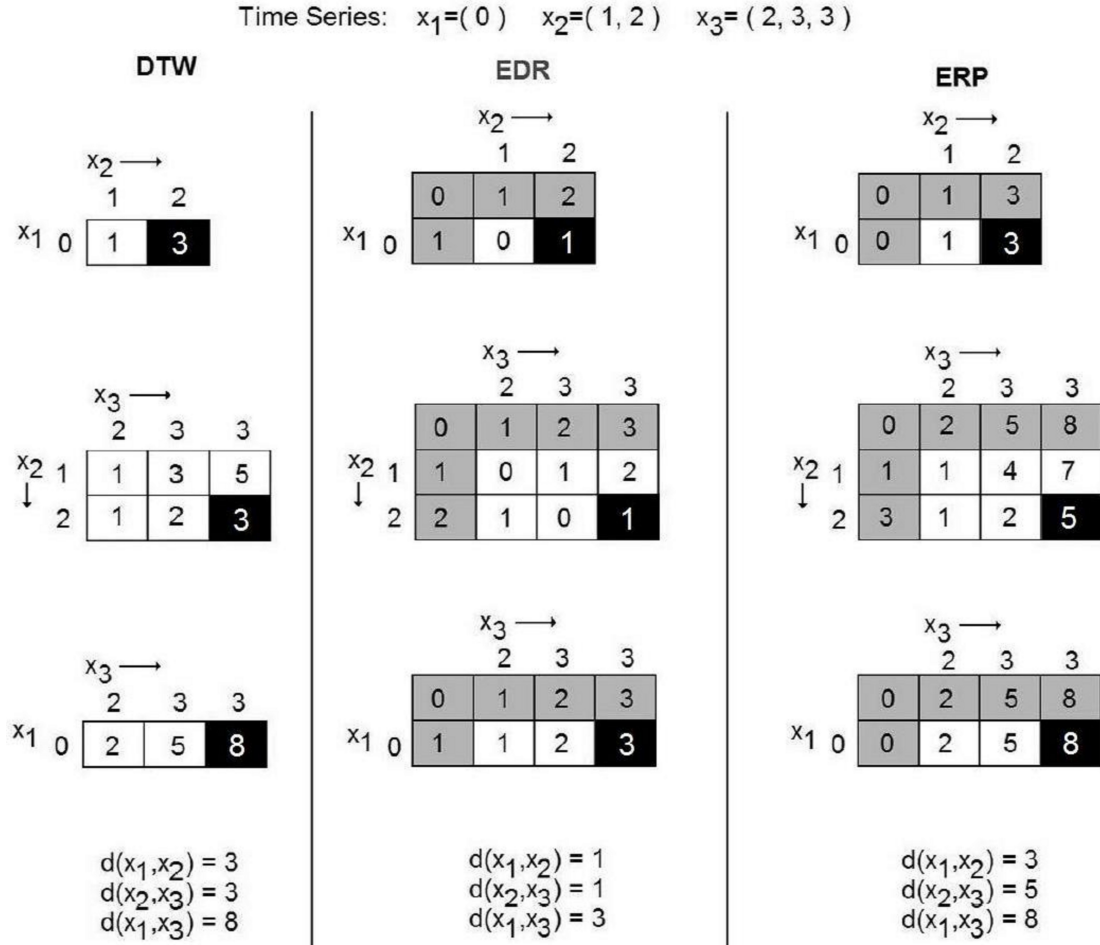 Time Series: x1=( 0 ) x2=( 1, 2 ) x3= ( 2, 3, 3 )
DTW
x2 →
1 2
x1 0 1 3
x3 →
2 3 3
x2 1 1 3 5
↓ 2 1 2 3
x3 →
2 3 3
x1 0 2 5 8
d(x1,x2) = 3
d(x2,x3) = 3
d(x1,x3) = 8
EDR
x2 →
1 2
0 1 2
x1 0 1 0 1
x3 →
2 3 3
0 1 2 3
x2 1 1 0 1 2
↓ 2 2 1 0 1
x3 →
2 3 3
0 1 2 3
x1 0 1 1 2 3
d(x1,x2) = 1
d(x2,x3) = 1
d(x1,x3) = 3
ERP
x2 →
1 2
0 1 3
x1 0 0 1 3
x3 →
2 3 3
0 2 5 8
x2 1 1 1 4 7
↓ 2 3 1 2 5
x3 →
2 3 3
0 2 5 8
x1 0 0 2 5 8
d(x1,x2) = 3
d(x2,x3) = 5
d(x1,x3) = 8